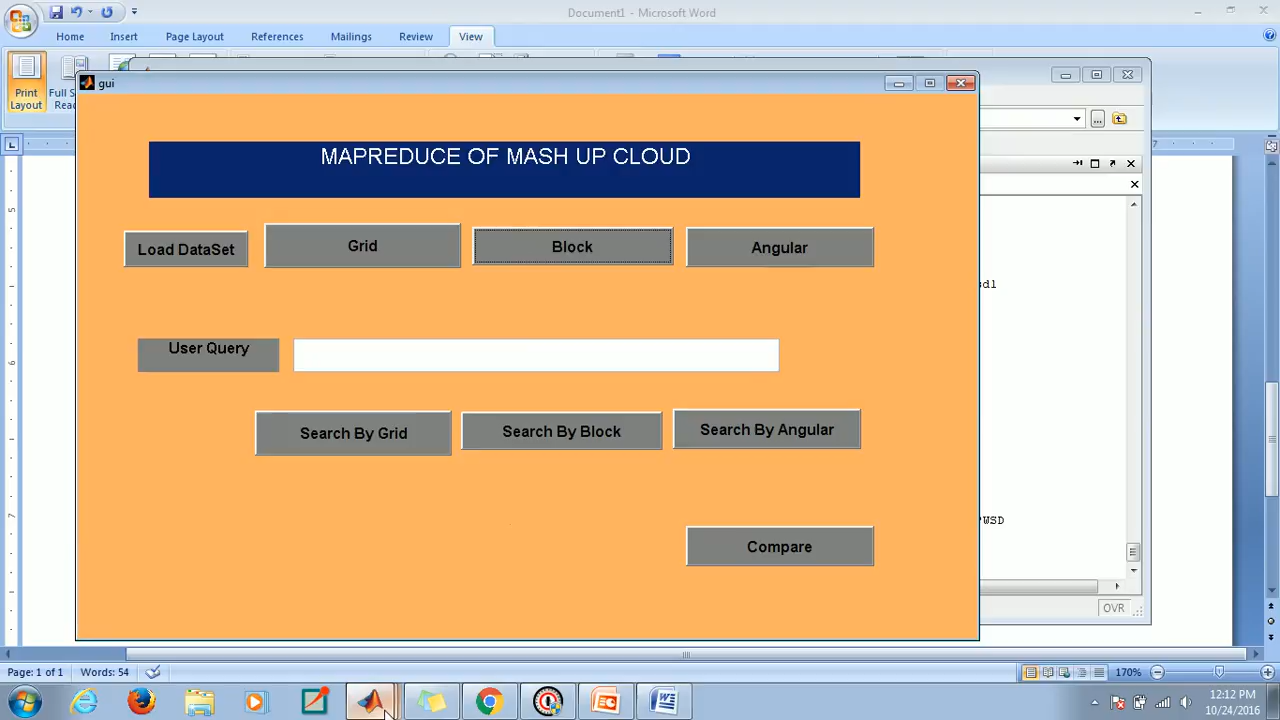 Document1 - Microsoft Word
Home Insert Page Layout References Mailings Review View
Print Layout
Full S
Rea
gui
MAPREDUCE OF MASH UP CLOUD
Load DataSet Grid Block Angular
User Query
Search By Grid Search By Block Search By Angular
Compare
OVR
Page: 1 of 1 Words: 54 170%
12:12 PM
10/24/2016